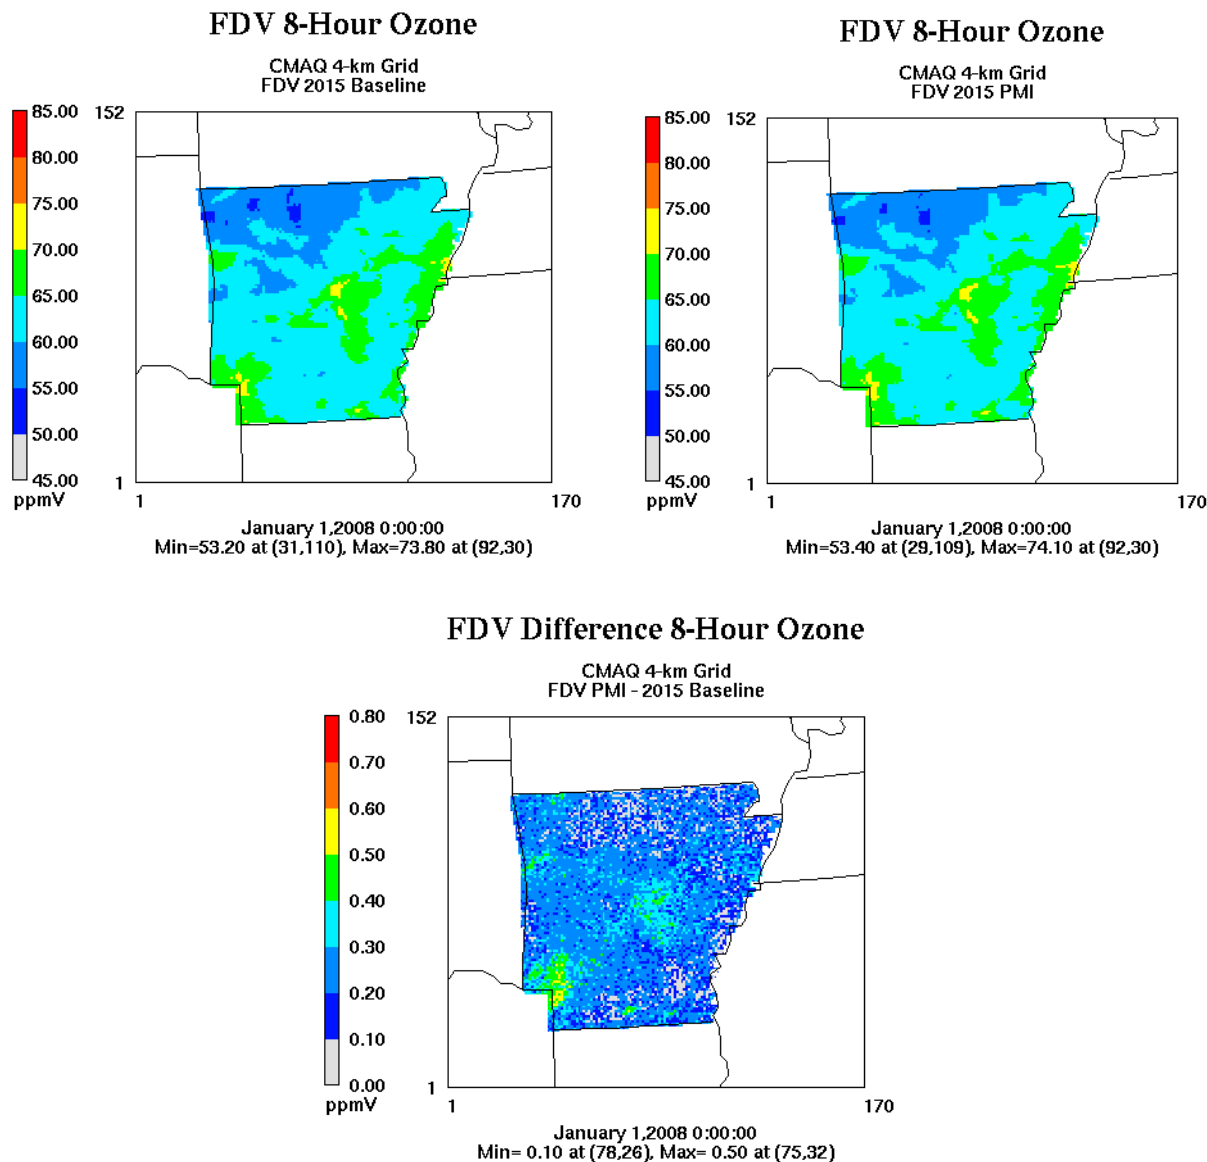 FDV 8-Hour Ozone
CMAQ 4-km Grid
FDV 2015 Baseline
85.00
80.00
75.00
70.00
65.00
60.00
55.00
50.00
45.00
ppmV
152
1
1
170
January 1,2008 0:00:00
Min=53.20 at (31,110), Max=73.80 at (92,30)
FDV 8-Hour Ozone
CMAQ 4-km Grid
FDV 2015 PMI
85.00
80.00
75.00
70.00
65.00
60.00
55.00
50.00
45.00
ppmV
152
1
1
170
January 1,2008 0:00:00
Min=53.40 at (29,109), Max=74.10 at (92,30)
FDV Difference 8-Hour Ozone
CMAQ 4-km Grid
FDV PMI - 2015 Baseline
0.80
0.70
0.60
0.50
0.40
0.30
0.20
0.10
0.00
ppmV
152
1
1
170
January 1,2008 0:00:00
Min= 0.10 at (78,26), Max= 0.50 at (75,32)